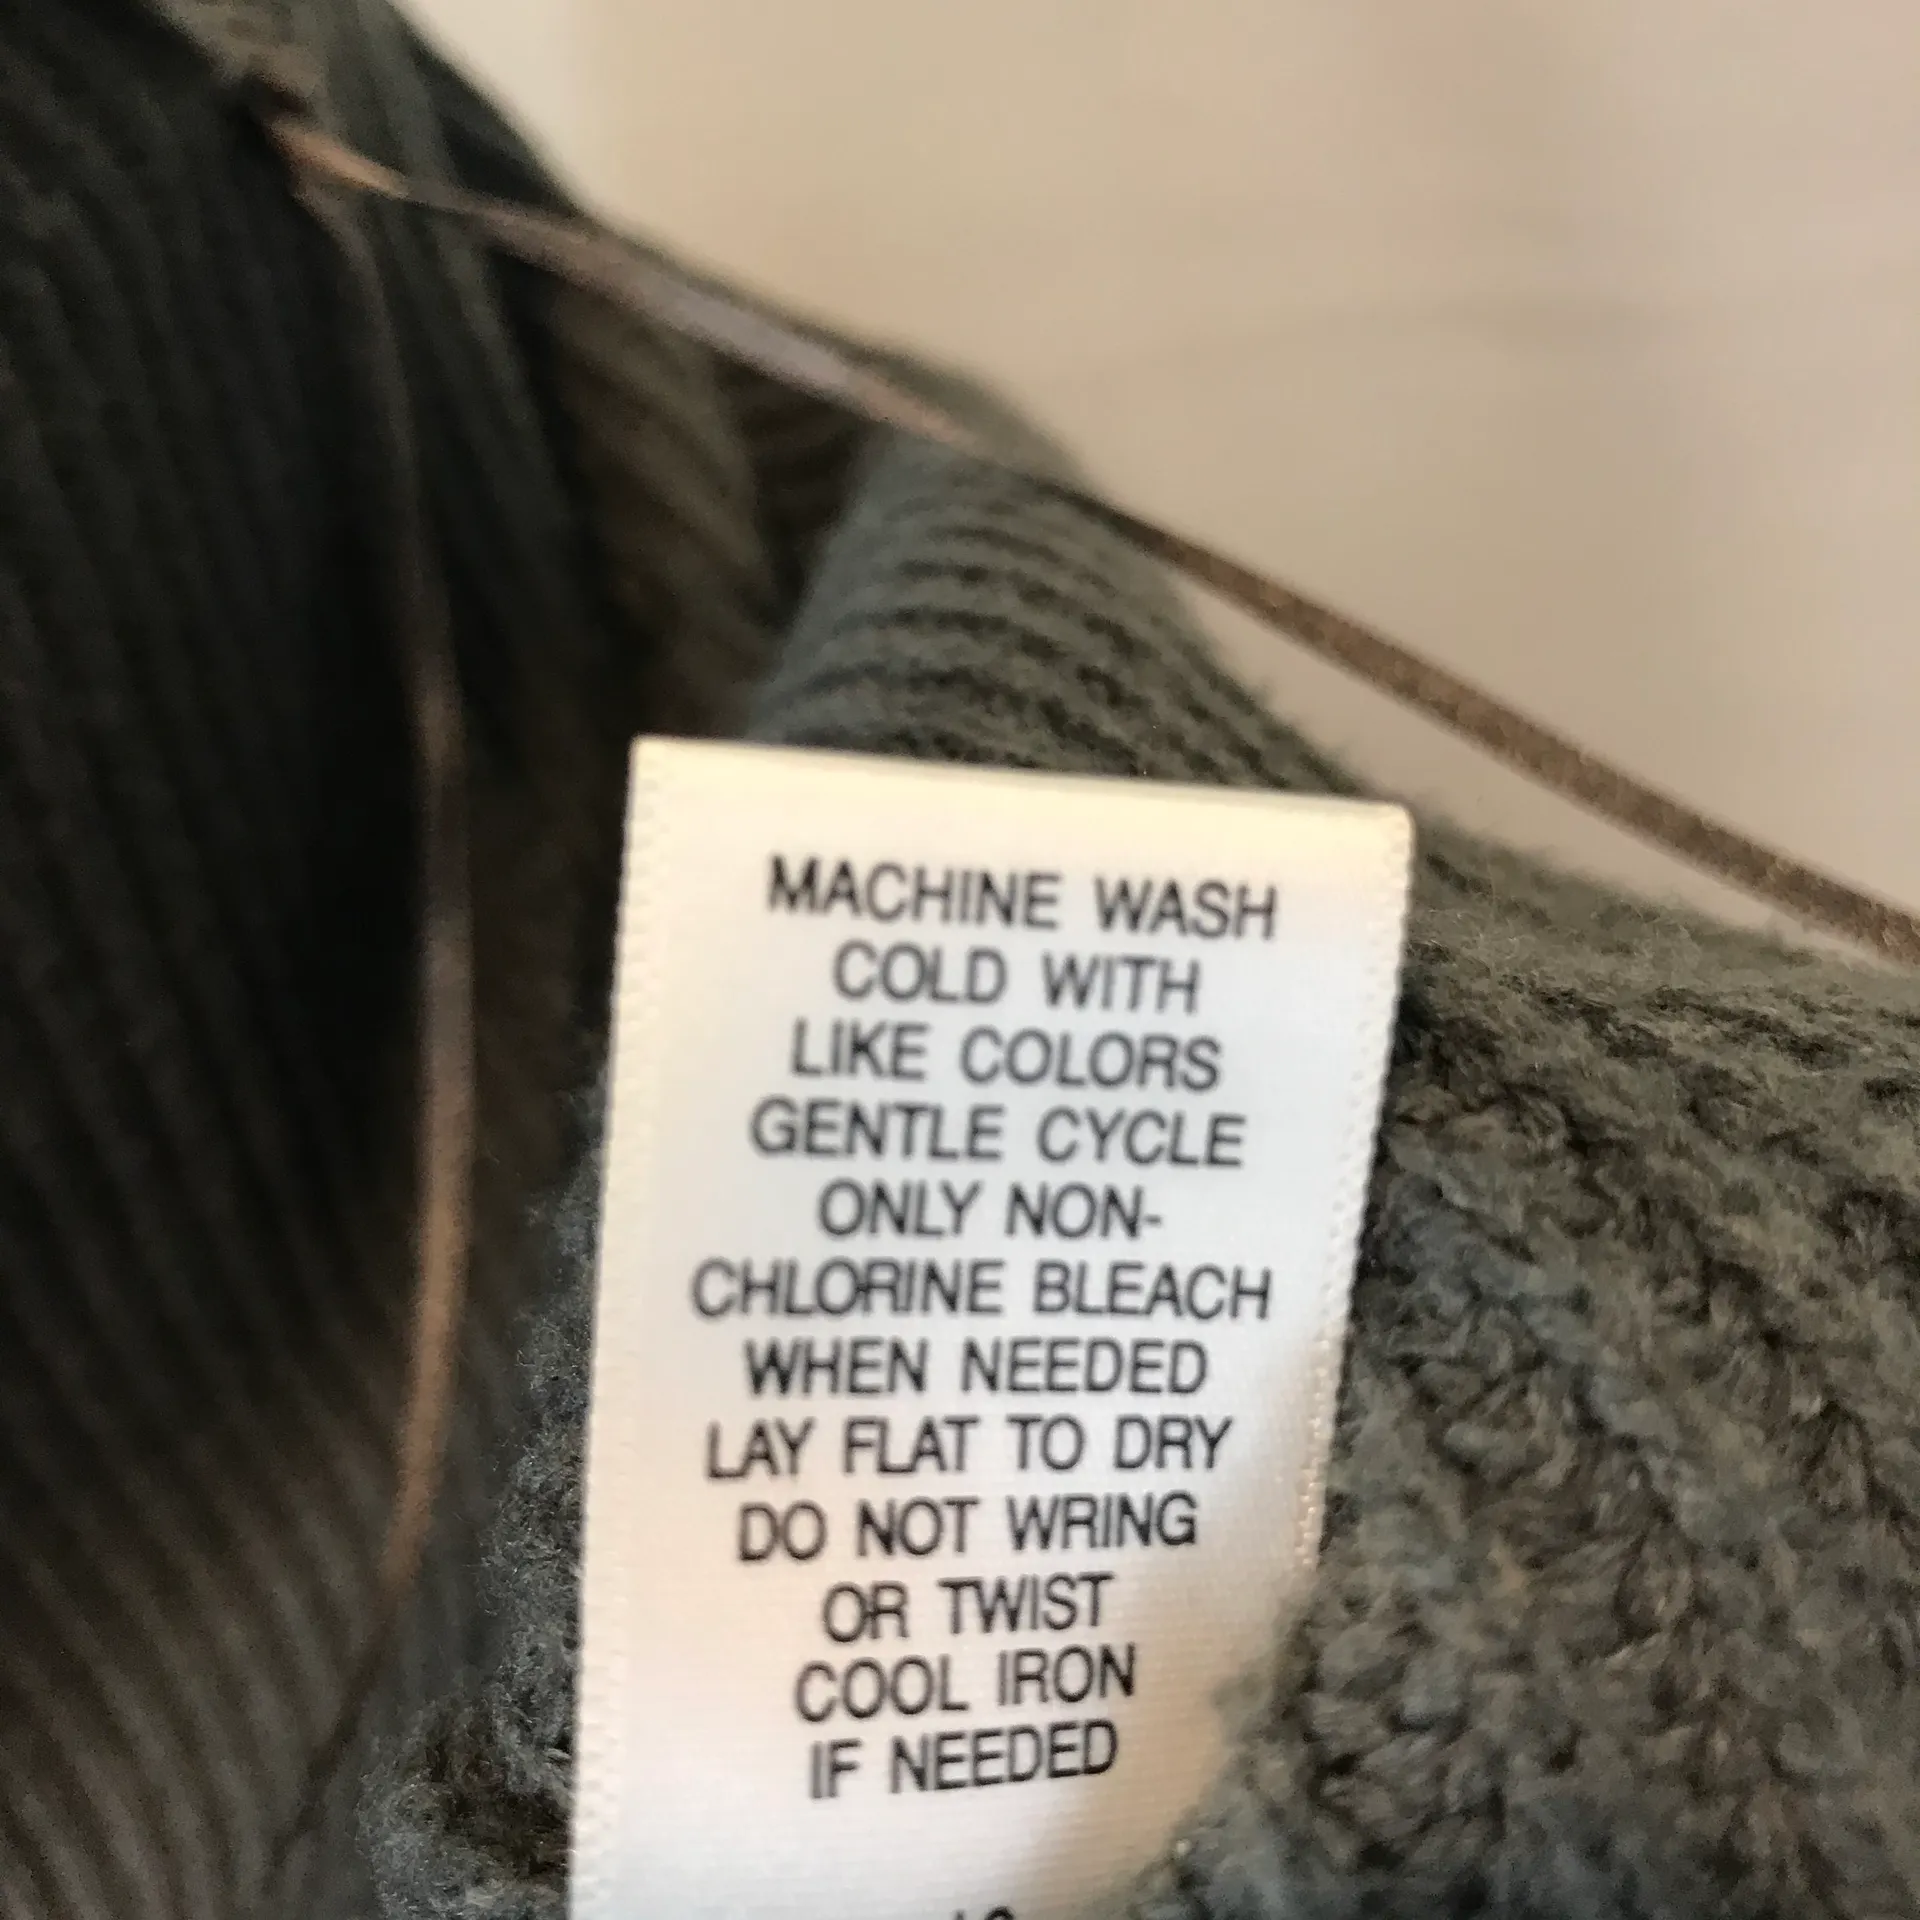 MACHINE WASH
COLD WITH
LIKE COLORS
GENTLE CYCLE
ONLY NON-
CHLORINE BLEACH
WHEN NEEDED
LAY FLAT TO DRY
DO NOT WRING
OR TWIST
COOL IRON
IF NEEDED